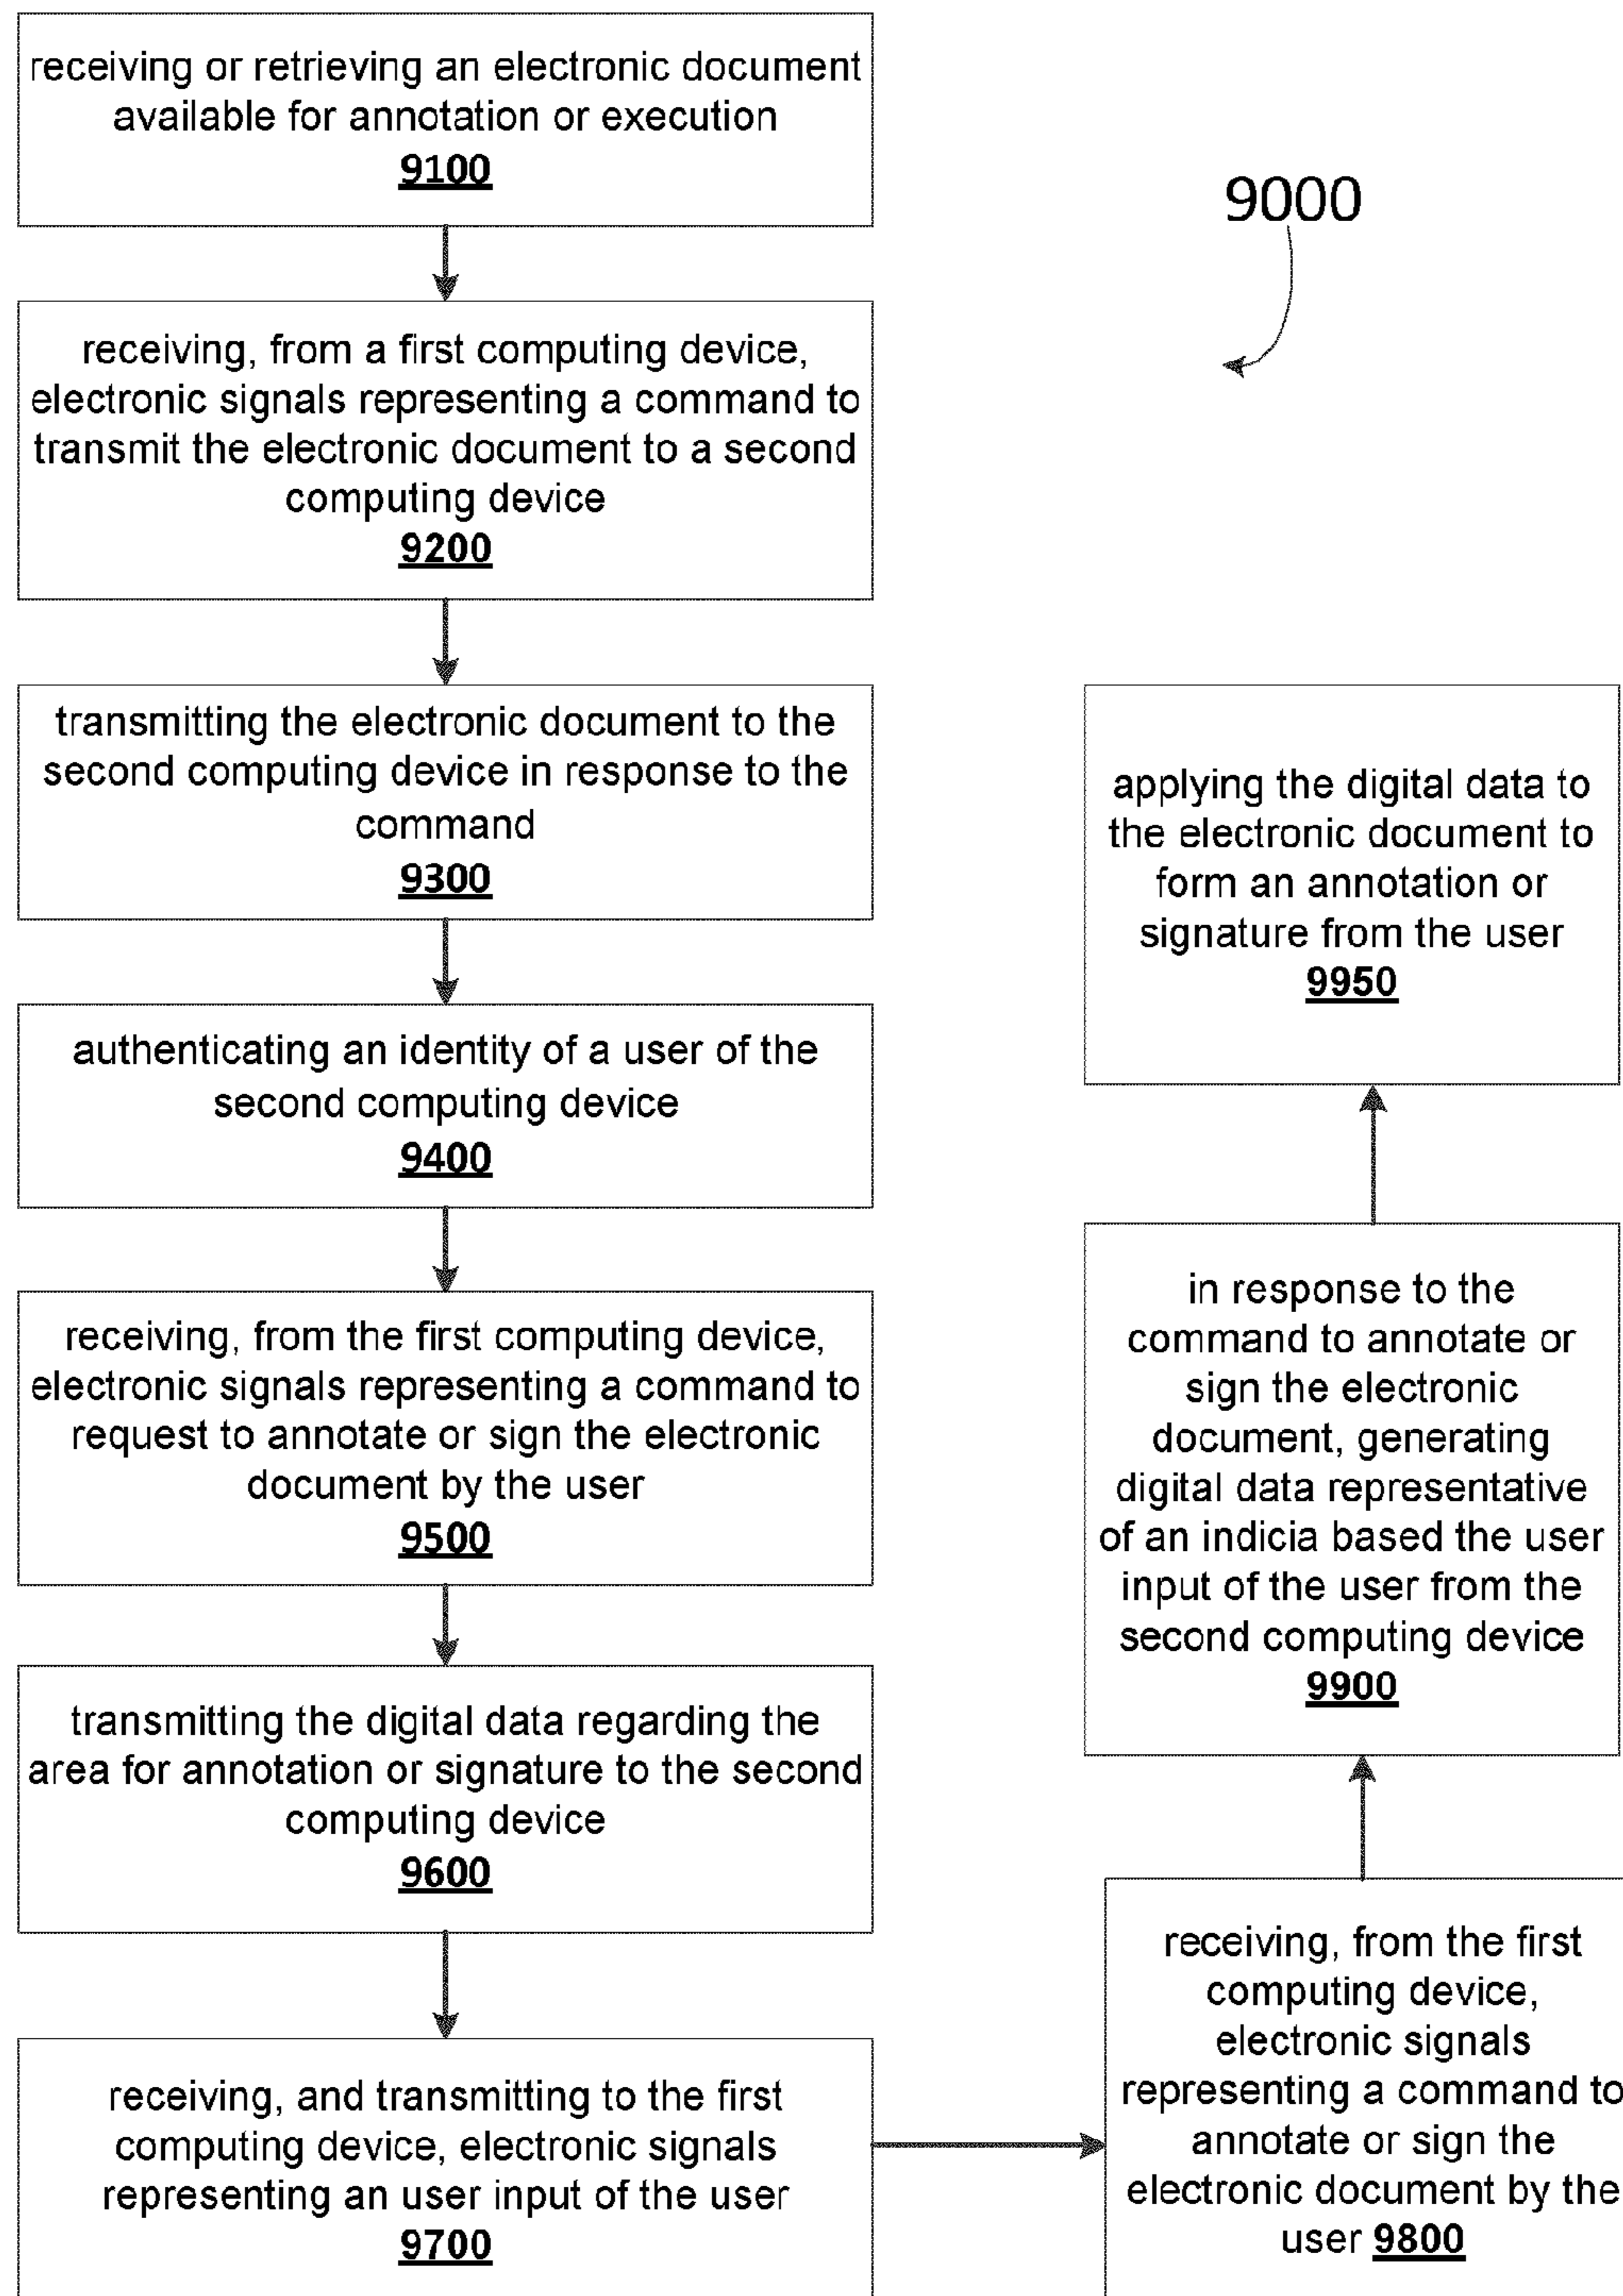 receiving or retrieving an electronic document
available for annotation or execution
9100
9000
receiving, from a first computing device,
electronic signals representing a command to
transmit the electronic document to a second
computing device
9200
transmitting the electronic document to the
second computing device in response to the
command
9300
authenticating an identity of a user of the
second computing device
9400
receiving, from the first computing device,
electronic signals representing a command to
request to annotate or sign the electronic
document by the user
9500
transmitting the digital data regarding the
area for annotation or signature to the second
computing device
9600
receiving, and transmitting to the first
computing device, electronic signals
representing an user input of the user
9700
receiving, from the first
computing device,
electronic signals
representing a command to
annotate or sign the
electronic document by the
user 9800
in response to the
command to annotate or
sign the electronic
document, generating
digital data representative
of an indicia based the user
input of the user from the
second computing device
9900
applying the digital data to
the electronic document to
form an annotation or
signature from the user
9950